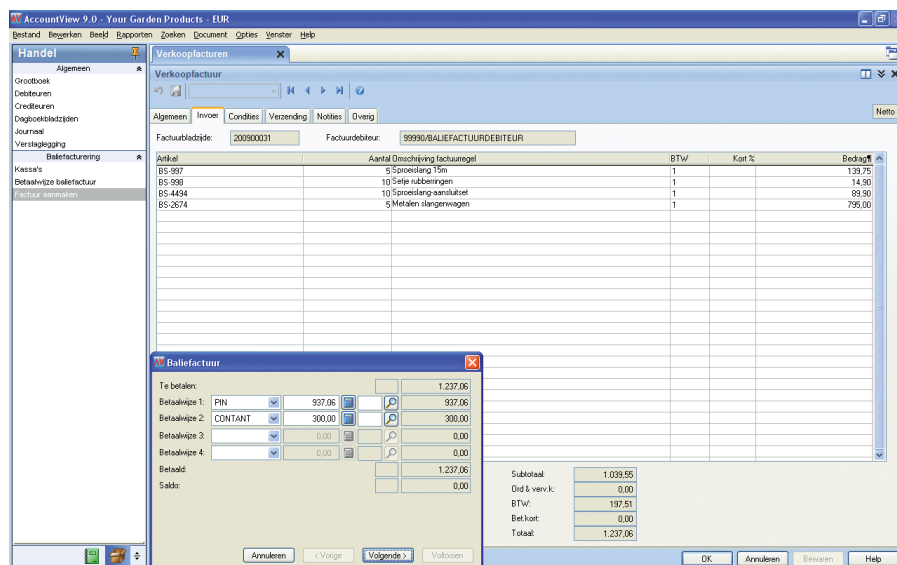 AccountView 9.0 - Your Garden Products - EUR
Bestand Bewerken Beeld Rapporten Zoeken Document Opties Venster Help
Handel
Algemeen
Grootboek
Debiteuren
Crediteuren
Dagboekbladzijden
Journaal
Verslaglegging
Baliefacturering
Kassa's
Betaalwijze baliefactuur
Factuur aanmaken
Verkoopfacturen
Verkoopfactuur
Algemeen Invoer Condities Verzending Notities Overig
Netto
Factuurbladzijde: 200900031 Factuurdebiteur: 99990/BALIEFACTUURDEBITEUR
Artikel Aantal Omschrijving factuurregel BTW Kort % Bedrag¶
BS-997 5 Sproeislang 15m 1 139,75
BS-998 10 Setje rubberringen 1 14,90
BS-4494 10 Sproeislang-aansluitset 1 89,90
BS-2674 5 Metalen slangenwagen 1 795,00
Baliefactuur
Te betalen: 1.237,06
Betaalwijze 1: PIN 937,06 937,06
Betaalwijze 2: CONTANT 300,00 300,00
Betaalwijze 3: 0,00 0,00
Betaalwijze 4: 0,00 0,00
Betaald: 1.237,06
Saldo: 0,00
Annuleren < Vorige Volgende > Voltooien
Subtotaal: 1.039,55
Ord & verv.k: 0,00
BTW: 197,51
Bet.kort: 0,00
Totaal: 1.237,06
OK Annuleren Bewaren Help